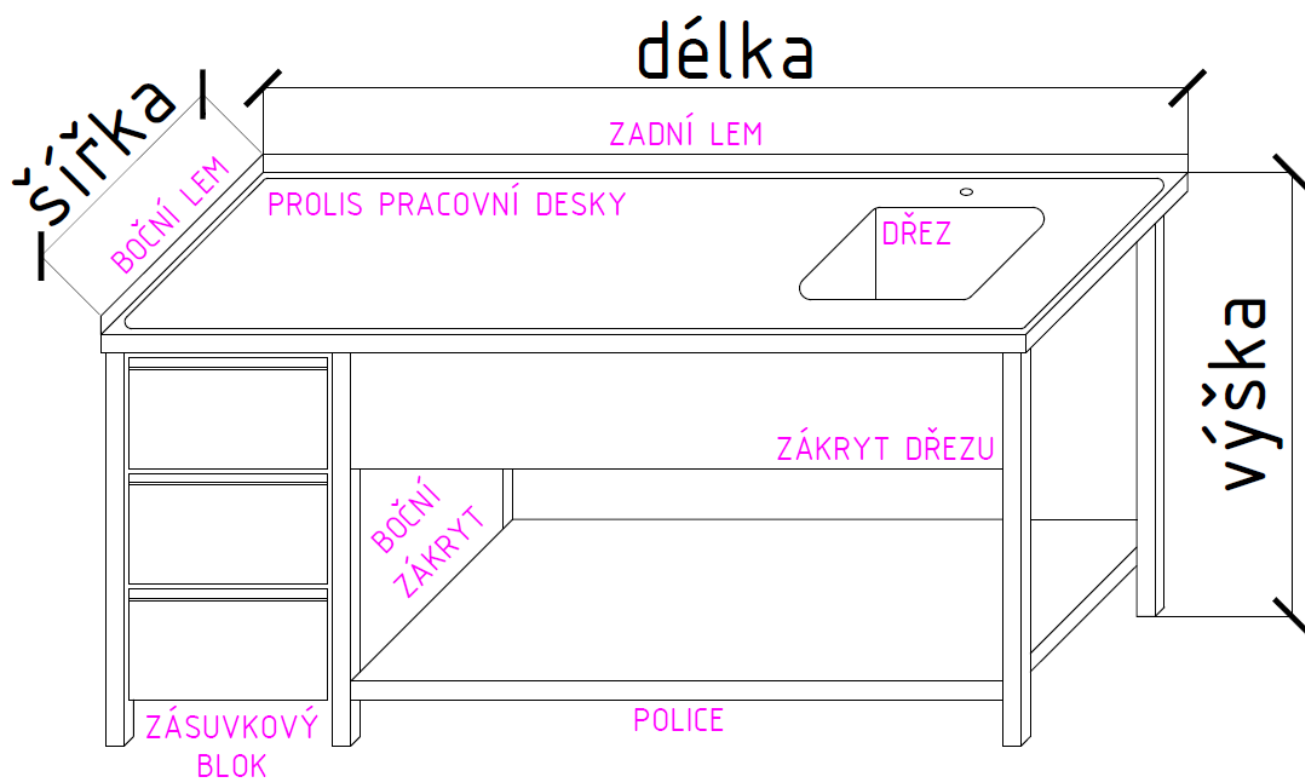 délka
šířka
ZADNÍ LEM
BOČNÍ LEM
PROLIS PRACOVNÍ DESKY
DŘEZ
výška
ZÁKRYT DŘEZU
BOČNÍ
ZÁKRYT
ZÁSUVKOVÝ
BLOK
POLICE